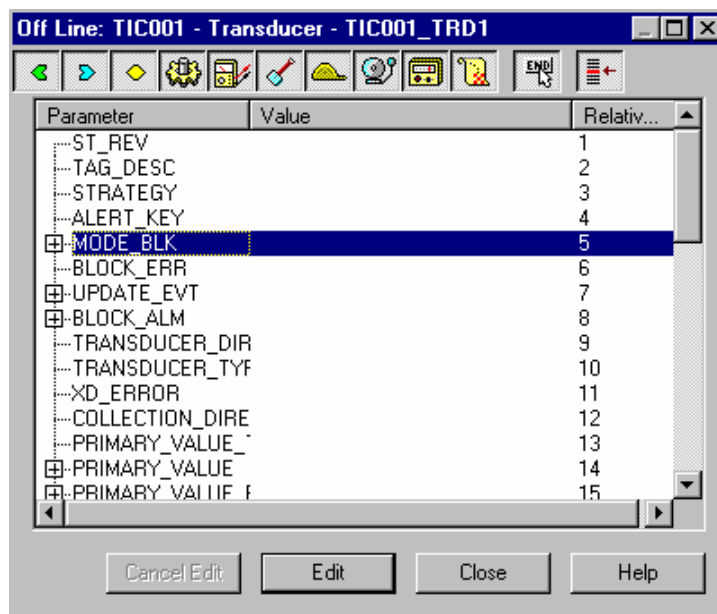 Off Line: TIC001 - Transducer - TIC001_TRD1
END
Parameter Value Relativ...
ST_REV 1
TAG_DESC 2
STRATEGY 3
ALERT_KEY 4
MODE_BLK 5
BLOCK_ERR 6
UPDATE_EVT 7
BLOCK_ALM 8
TRANSDUCER_DIR 9
TRANSDUCER_TYF 10
XD_ERROR 11
COLLECTION_DIRE 12
PRIMARY_VALUE_ 13
PRIMARY_VALUE 14
PRIMARY_VALUE_ 15
Cancel Edit Edit Close Help